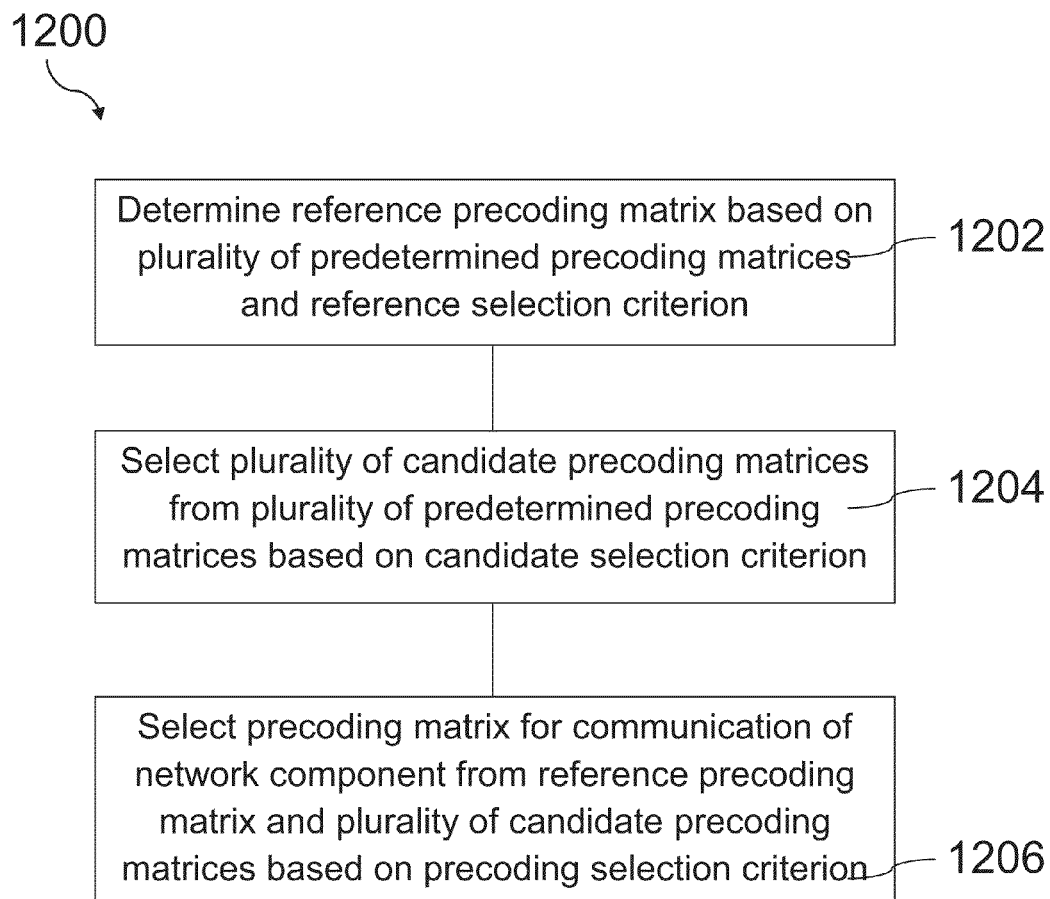 1200
Determine reference precoding matrix based on
plurality of predetermined precoding matrices
and reference selection criterion
1202
Select plurality of candidate precoding matrices
from plurality of predetermined precoding
matrices based on candidate selection criterion
1204
Select precoding matrix for communication of
network component from reference precoding
matrix and plurality of candidate precoding
matrices based on precoding selection criterion
1206